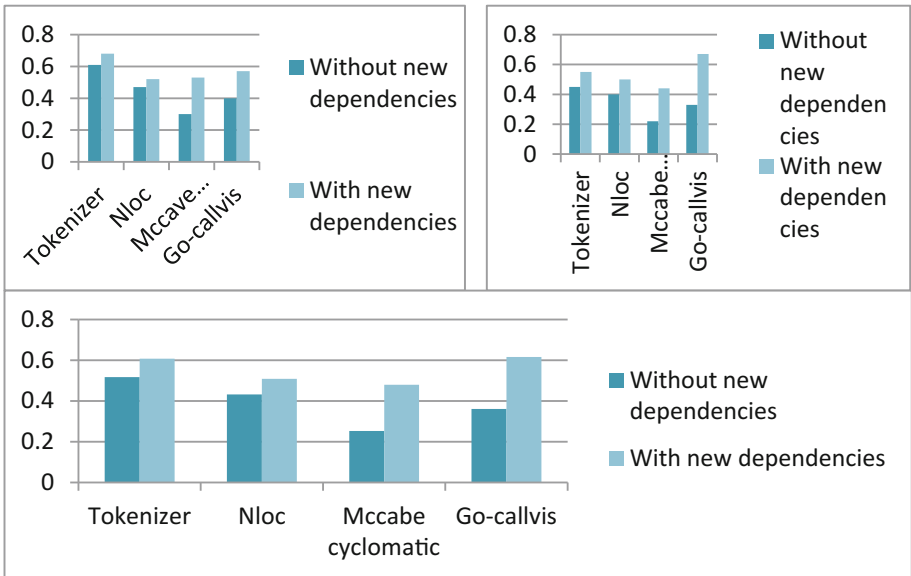 0.8
0.6
0.4
0.2
0
Tokenizer
Nloc
Mccave...
Go-callvis
Without new
dependencies
With new
dependencies
0.8
0.6
0.4
0.2
0
Tokenizer
Nloc
Mccabe...
Go-callvis
Without
new
dependen
cies
With new
dependen
cies
0.8
0.6
0.4
0.2
0
Tokenizer
Nloc
Mccabe
cyclomatic
Go-callvis
Without new
dependencies
With new dependencies